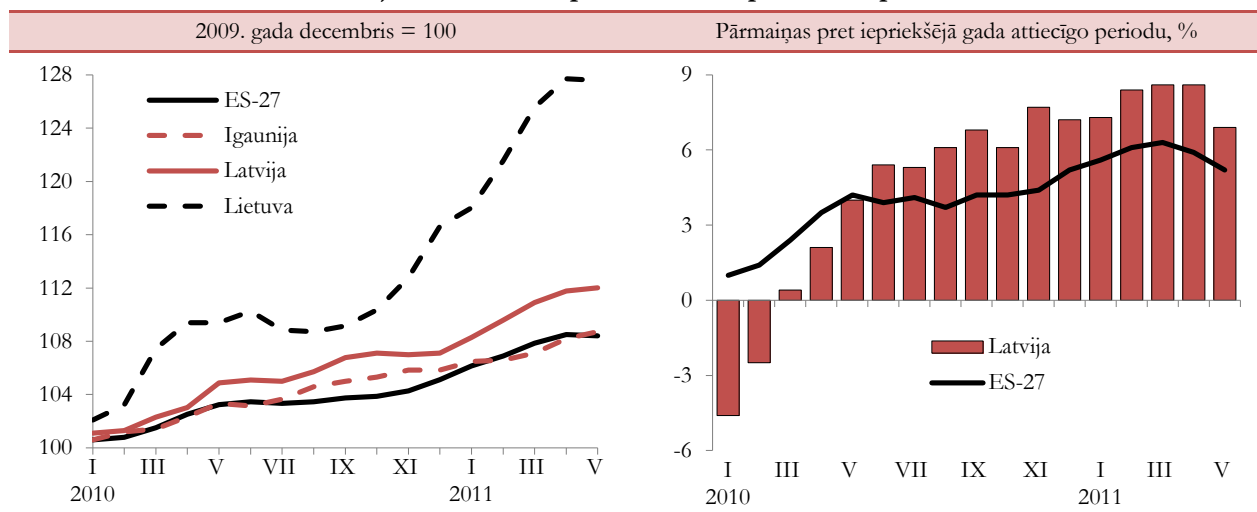 2009. gada decembris = 100
Pārmaiņas pret iepriekšējā gada attiecīgo periodu, %
128
124
120
116
112
108
104
100
ES-27
Igaunija
Latvija
Lietuva
I III V VII IX XI I III V
2010 2011
9
6
3
0
-3
-6
Latvija
ES-27
I III V VII IX XI I III V
2010 2011